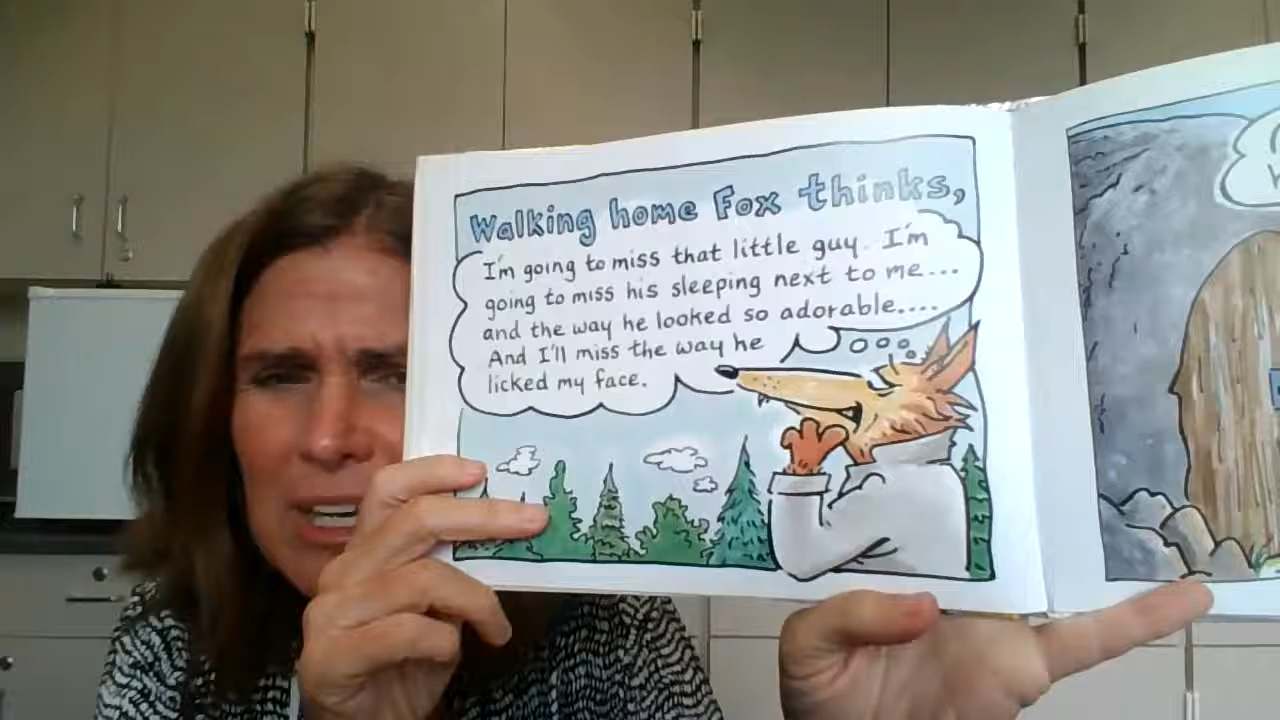 Walking home Fox thinks,
I'm going to miss that little guy. I'm
going to miss his sleeping next to me...
and the way he looked so adorable....
And I'll miss the way he
licked my face.